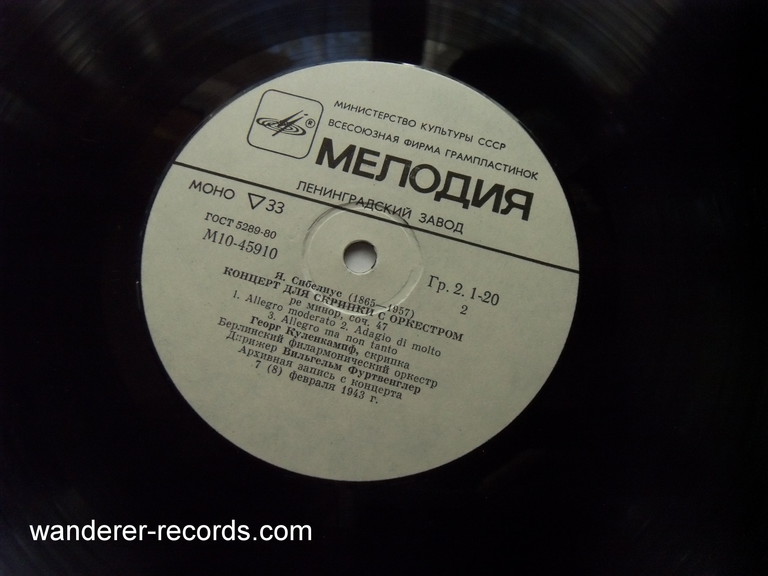 МИНИСТЕРСТВО КУЛЬТУРЫ СССР
ВСЕСОЮЗНАЯ ФИРМА ГРАМПЛАСТИНОК
МЕЛОДИЯ
®
ЛЕНИНГРАДСКИЙ ЗАВОД
МОНО ▽33
ГОСТ 5289-80
М10-45910
Гр. 2. 1-20
2
Я. Сибелиус (1865—1957)
КОНЦЕРТ ДЛЯ СКРИПКИ С ОРКЕСТРОМ
ре минор, соч. 47
1. Allegro moderato 2. Adagio di molto
3. Allegro ma non tanto
Георг Куленкампф, скрипка
Берлинский филармонический оркестр
Дирижер Вильгельм Фуртвенглер
Архивная запись с концерта
7 (8) февраля 1943 г.
wanderer-records.com